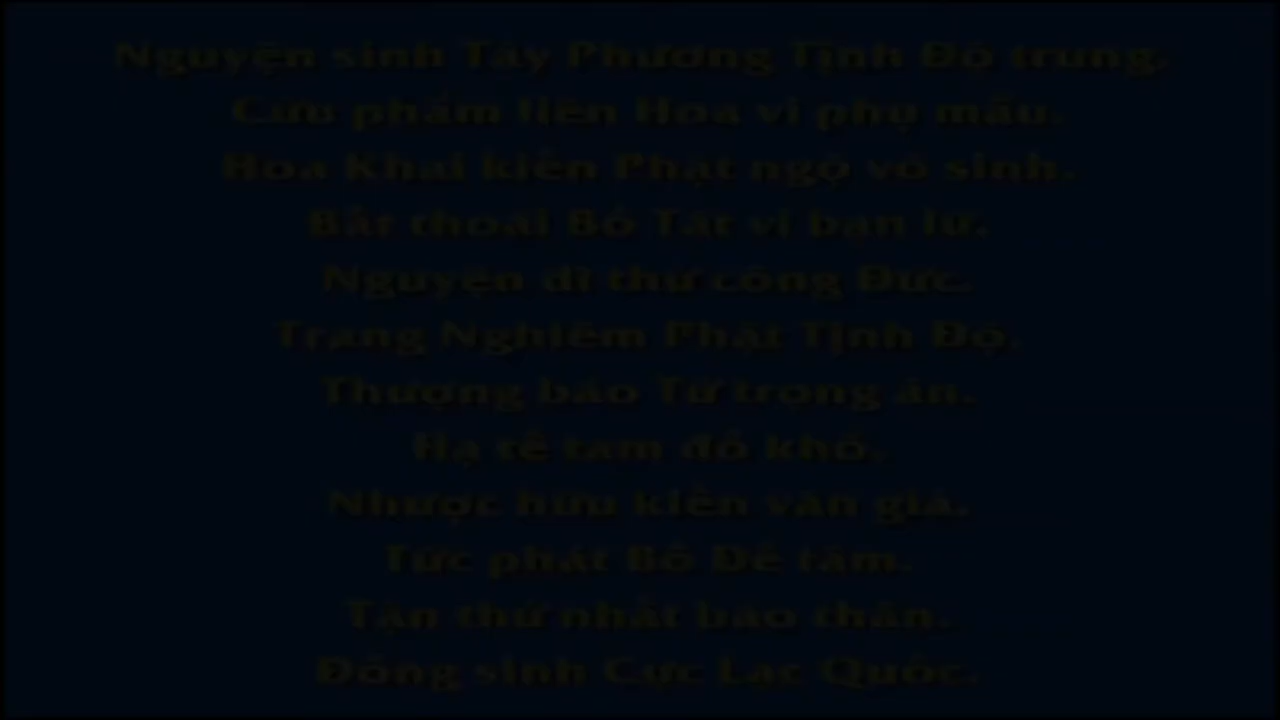 Nguyện sinh Tây Phương Tịnh Độ trung.
Cửu phẩm liên Hoa vi phụ mẫu.
Hoa Khai kiến Phật ngộ vô sinh.
Bất thoái Bồ Tát vi bạn lữ.
Nguyện dĩ thử công Đức.
Trang Nghiêm Phật Tịnh Độ.
Thượng báo Tứ trọng ân.
Hạ tế tam đồ khổ.
Nhược hữu kiến văn giả.
Tức phát Bồ Đề tâm.
Tận thử nhất báo thân.
Đồng sinh Cực Lạc Quốc.